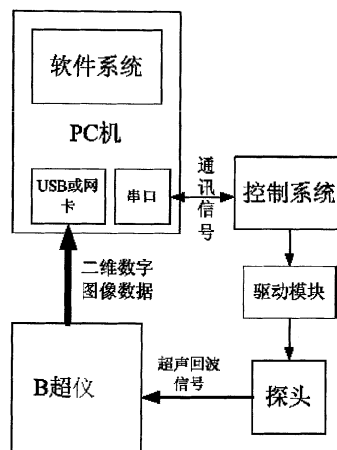 软件系统
PC机
USB或网
卡
串口
通
讯
信
号
控制系统
二维数字
图像数据
驱动模块
超声回波
信号
B超仪
探头